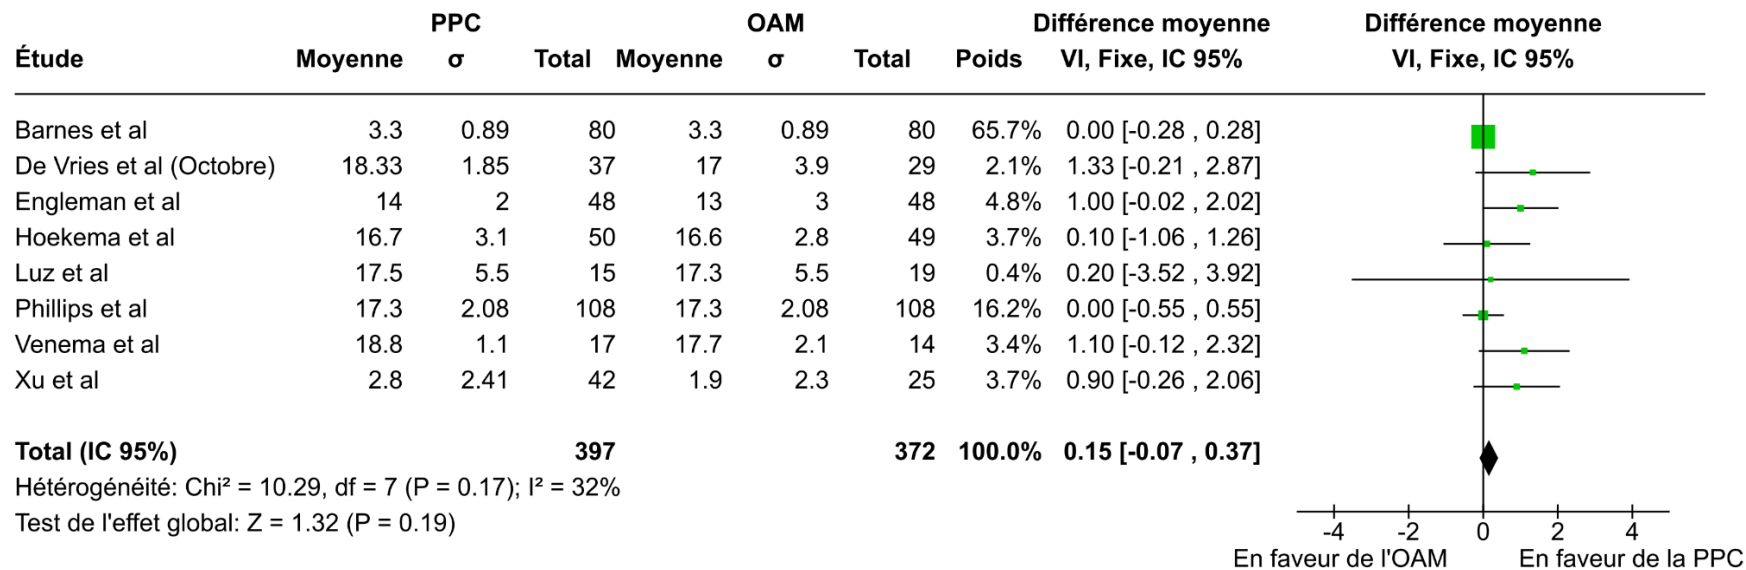 PPC OAM Différence moyenne Différence moyenne
Étude Moyenne σ Total Moyenne σ Total Poids VI, Fixe, IC 95% VI, Fixe, IC 95%
Barnes et al 3.3 0.89 80 3.3 0.89 80 65.7% 0.00 [-0.28 , 0.28]
De Vries et al (Octobre) 18.33 1.85 37 17 3.9 29 2.1% 1.33 [-0.21 , 2.87]
Engleman et al 14 2 48 13 3 48 4.8% 1.00 [-0.02 , 2.02]
Hoekema et al 16.7 3.1 50 16.6 2.8 49 3.7% 0.10 [-1.06 , 1.26]
Luz et al 17.5 5.5 15 17.3 5.5 19 0.4% 0.20 [-3.52 , 3.92]
Phillips et al 17.3 2.08 108 17.3 2.08 108 16.2% 0.00 [-0.55 , 0.55]
Venema et al 18.8 1.1 17 17.7 2.1 14 3.4% 1.10 [-0.12 , 2.32]
Xu et al 2.8 2.41 42 1.9 2.3 25 3.7% 0.90 [-0.26 , 2.06]
Total (IC 95%) 397 372 100.0% 0.15 [-0.07 , 0.37]
Hétérogénéité: Chi² = 10.29, df = 7 (P = 0.17); I² = 32%
Test de l'effet global: Z = 1.32 (P = 0.19)
-4 -2 0 2 4
En faveur de l'OAM En faveur de la PPC